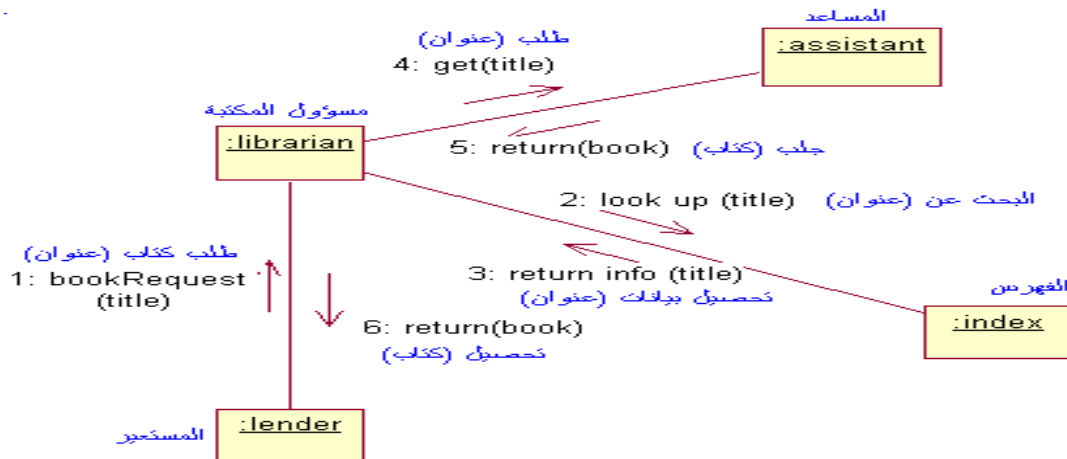 المساعد
:assistant
طلب (عنوان)
4: get(title)
مسؤول المكتبة
:librarian
5: return(book) جلب (كتاب)
2: look up (title) البحث عن (عنوان)
طلب كتاب (عنوان)
1: bookRequest
(title)
3: return info (title)
تحصيل بيانات (عنوان)
الفهرس
:index
6: return(book)
تحصيل (كتاب)
:lender
المستعير